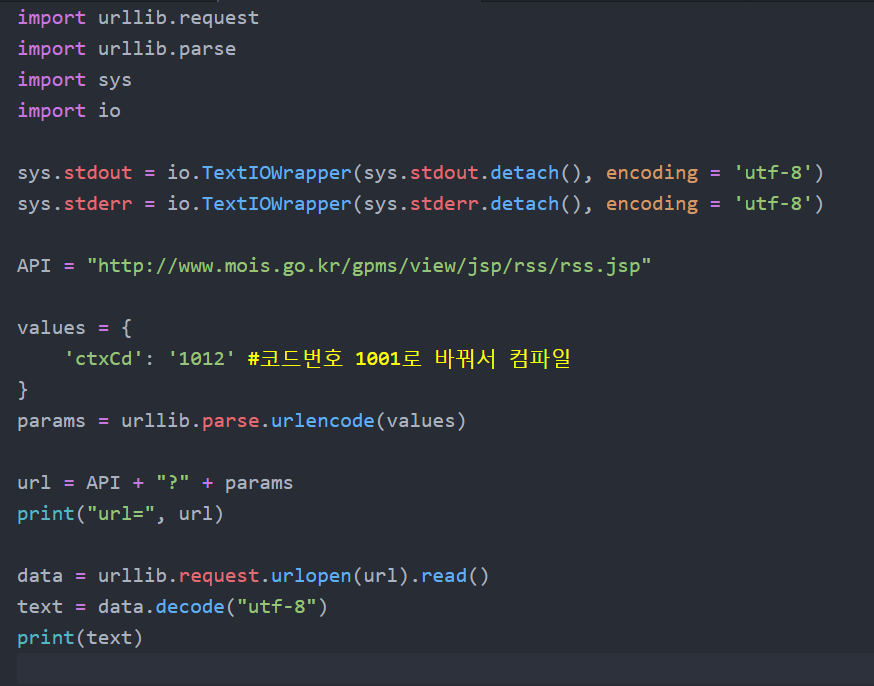 import urllib.request
import urllib.parse
import sys
import io
sys.stdout = io.TextIOWrapper(sys.stdout.detach(), encoding = 'utf-8')
sys.stderr = io.TextIOWrapper(sys.stderr.detach(), encoding = 'utf-8')
API = "http://www.mois.go.kr/gpms/view/jsp/rss/rss.jsp"
values = {
    'ctxCd': '1012' #코드번호 1001로 바꿔서 컴파일
}
params = urllib.parse.urlencode(values)
url = API + "?" + params
print("url=", url)
data = urllib.request.urlopen(url).read()
text = data.decode("utf-8")
print(text)